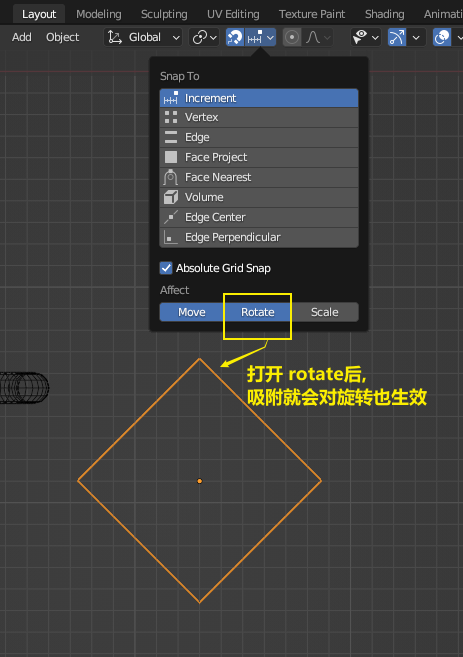 Layout Modeling Sculpting UV Editing Texture Paint Shading Animati
Add Object Global
Snap To
Increment
Vertex
Edge
Face Project
Face Nearest
Volume
Edge Center
Edge Perpendicular
Absolute Grid Snap
Affect
Move Rotate Scale
打开 rotate后,
吸附就会对旋转也生效